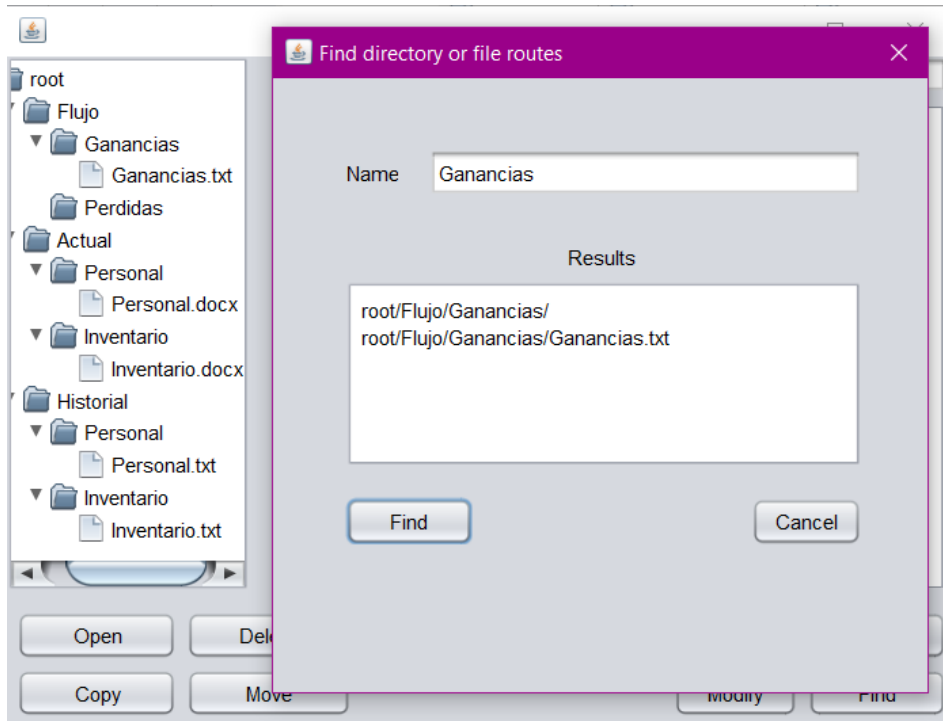 root
Flujo
Ganancias
Ganancias.txt
Perdidas
Actual
Personal
Personal.docx
Inventario
Inventario.docx
Historial
Personal
Personal.txt
Inventario
Inventario.txt
Find directory or file routes
Name
Ganancias
Results
root/Flujo/Ganancias/
root/Flujo/Ganancias/Ganancias.txt
Find
Cancel
Open
Copy
Move
Modify
Find